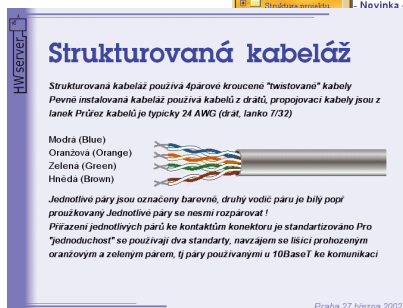 Struktura projektu
- Novinka
HW server
Strukturovaná kabeláž
Strukturovaná kabeláž používá 4párové kroucené "twistované" kabely
Pevně instalovaná kabeláž používá kabelů z drátů, propojovací kabely jsou z
lanek Průřez kabelů je typicky 24 AWG (drát, lanko 7/32)
Modrá (Blue)
Oranžová (Orange)
Zelená (Green)
Hnědá (Brown)
Jednotlivé páry jsou označeny barevně, druhý vodič páru je bílý popř
proužkovaný Jednotlivé páry se nesmí rozpárovat !
Přiřazení jednotlivých párů ke kontaktům konektoru je standartizováno Pro
"jednoduchost" se používají dva standarty, navzájem se lišící prohozeným
oranžovým a zeleným párem, tj páry používanými u 10BaseT ke komunikaci
Praha 27 března 2002